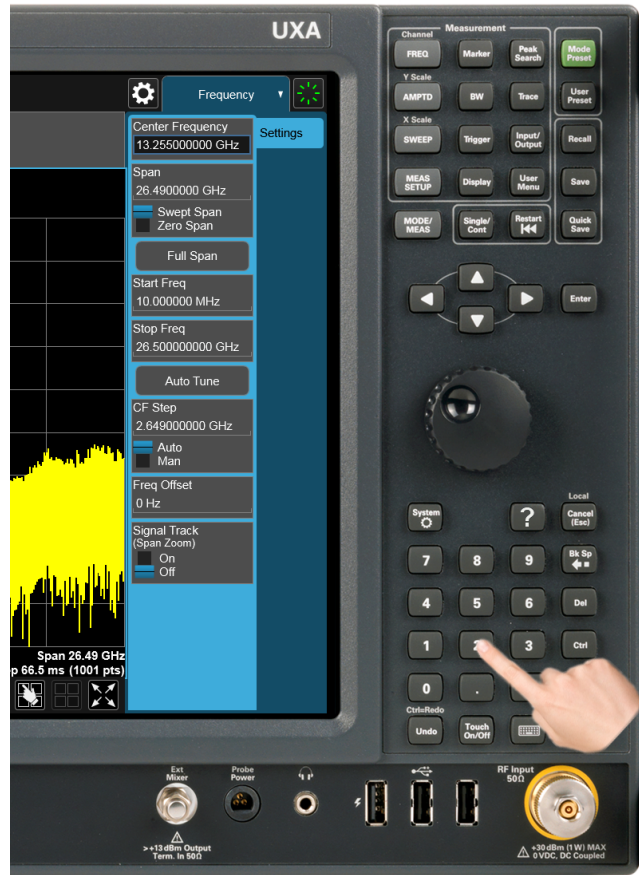 UXA
Channel
Measurement
FREQ
Marker
Peak
Search
Mode
Preset
Y Scale
AMPTD
BW
Trace
User
Preset
X Scale
SWEEP
Trigger
Input/
Output
Recall
MEAS
SETUP
Display
User
Menu
Save
MODE/
MEAS
Single/
Cont
Restart
Quick
Save
Enter
Frequency
Settings
Center Frequency
13.255000000 GHz
Span
26.4900000 GHz
Swept Span
Zero Span
Full Span
Start Freq
10.000000 MHz
Stop Freq
26.500000000 GHz
Auto Tune
CF Step
2.649000000 GHz
Auto
Man
Freq Offset
0 Hz
Signal Track
(Span Zoom)
On
Off
Span 26.49 GHz
p 66.5 ms (1001 pts)
System
?
Local
Cancel
(Esc)
7
8
9
Bk Sp
4
5
6
Del
1
2
3
Ctrl
0
.
Ctrl=Redo
Undo
Touch
On/Off
Ext
Mixer
Probe
Power
RF Input
50Ω
>+13 dBm Output
Term. In 50Ω
+30 dBm (1 W) MAX
0 VDC, DC Coupled